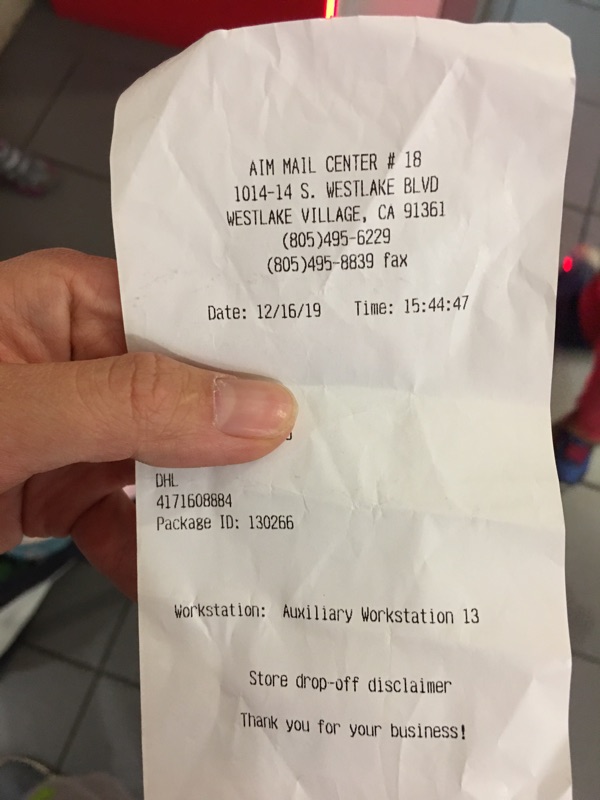 AIM MAIL CENTER # 18
1014-14 S. WESTLAKE BLVD
WESTLAKE VILLAGE, CA 91361
(805)495-6229
(805)495-8839 fax
Date: 12/16/19 Time: 15:44:47
DHL
4171608884
Package ID: 130266
Workstation: Auxiliary Workstation 13
Store drop-off disclaimer
Thank you for your business!